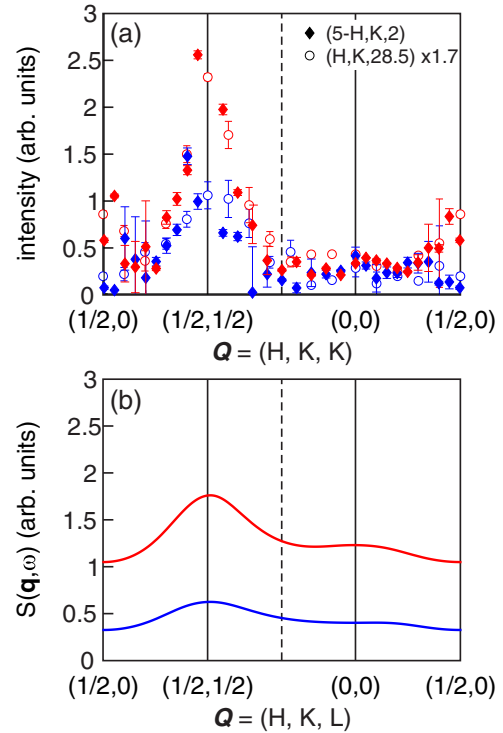 (a)
(5-H,K,2)
(H,K,28.5) x1.7
intensity (arb. units)
3
2.5
2
1.5
1
0.5
0
(1/2,0)
(1/2,1/2)
(0,0)
(1/2,0)
Q = (H, K, K)
(b)
S(q,ω) (arb. units)
3
2.5
2
1.5
1
0.5
0
(1/2,0)
(1/2,1/2)
(0,0)
(1/2,0)
Q = (H, K, L)